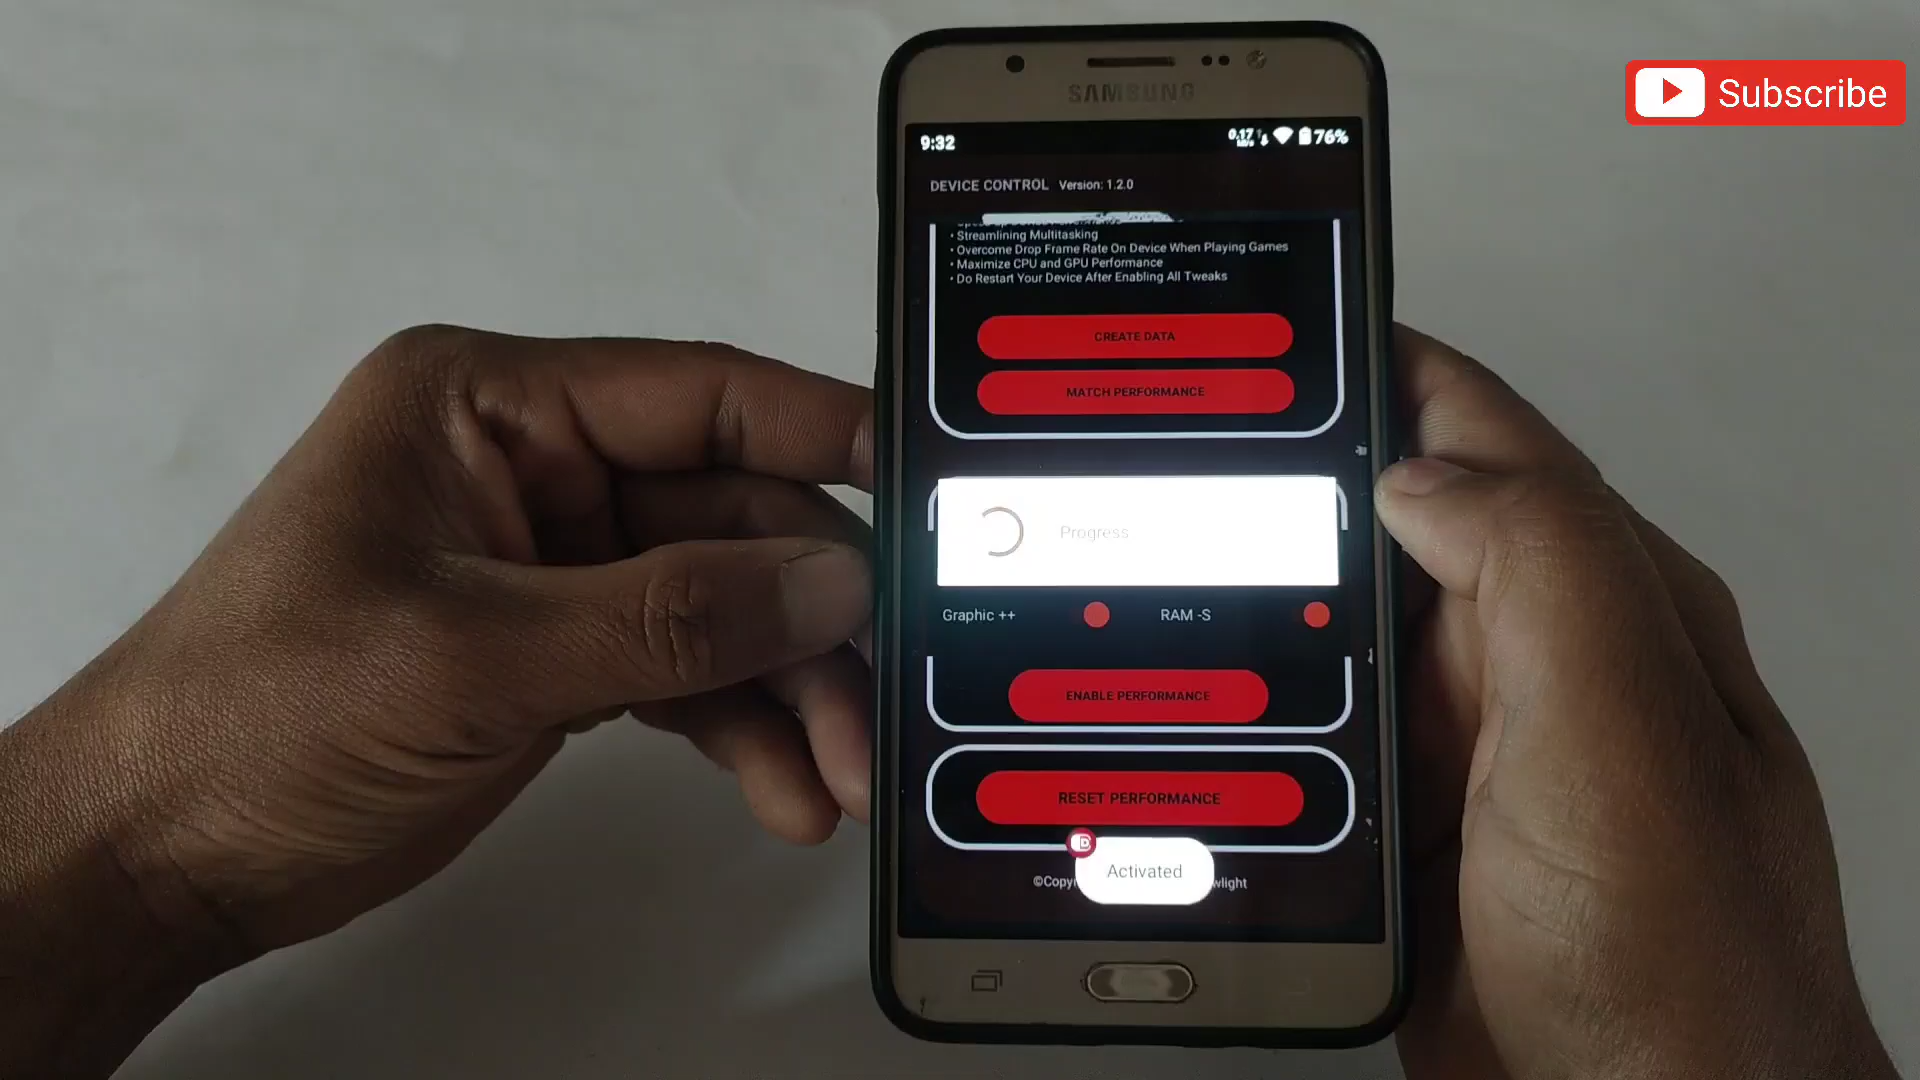 Subscribe
SAMSUNG
9:32
0.17
76%
DEVICE CONTROL Version: 1.2.0
• Streamlining Multitasking
• Overcome Drop Frame Rate On Device When Playing Games
• Maximize CPU and GPU Performance
• Do Restart Your Device After Enabling All Tweaks
CREATE DATA
MATCH PERFORMANCE
Progress
Graphic ++
RAM -S
ENABLE PERFORMANCE
RESET PERFORMANCE
Activated